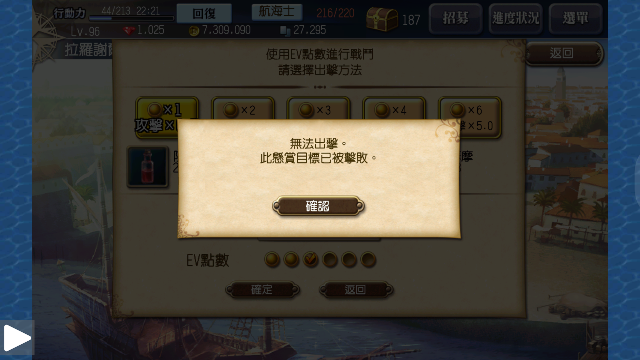 行動力 44/213 22:21 回復 航海士 216/220 187 招募 進度狀況 選單
Lv.96 1.025 7.309.090 27.295
拉羅謝
使用EV點數進行戰鬥
請選擇出擊方法
返回
×1 ×2 ×3 ×4 ×6
攻擊× ×5.0
無法出擊。
此懸賞目標已被擊敗。
確認
EV點數
確定 返回